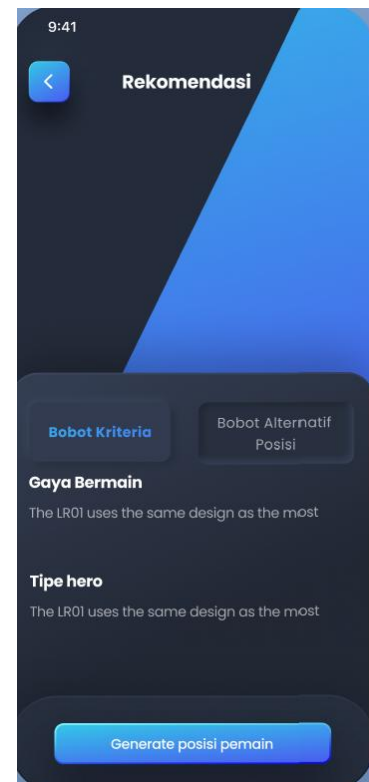 9:41
Rekomendasi
Bobot Kriteria
Bobot Alternatif
Posisi
Gaya Bermain
The LR01 uses the same design as the most
Tipe hero
The LR01 uses the same design as the most
Generate posisi pemain